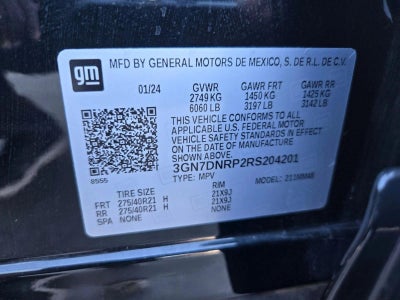 gm
MFD BY GENERAL MOTORS DE MEXICO, S. DE R.L. DE C.V.
01/24 GVWR GAWR FRT GAWR RR
2749 KG 1450 KG 1425 KG
6060 LB 3197 LB 3142 LB
THIS VEHICLE CONFORMS TO ALL
APPLICABLE U.S. FEDERAL MOTOR
VEHICLE SAFETY STANDARDS IN EFFECT
ON THE DATE OF MANUFACTURE
SHOWN ABOVE.
3GN7DNRP2RS204201
8555 TYPE: MPV MODEL:
TIRE SIZE RIM
FRT 275/40R21 H 21X9J
RR 275/40R21 H 21X9J
SPA NONE NONE